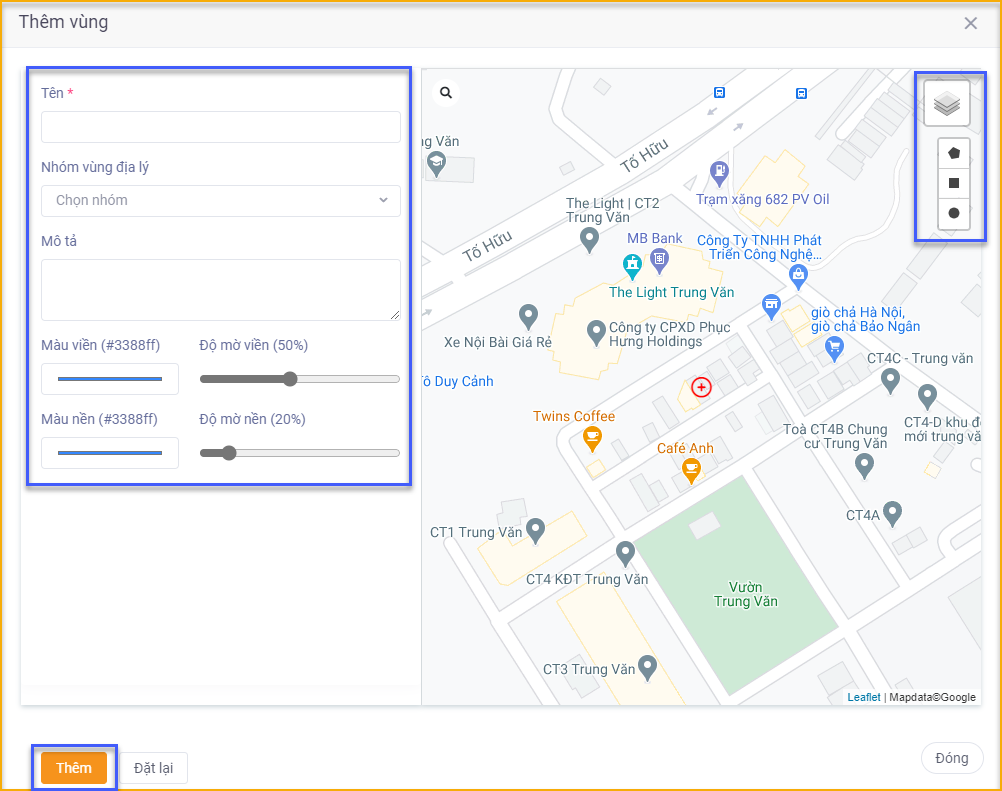 Thêm vùng
Tên *
Nhóm vùng địa lý
Chọn nhóm
Mô tả
Màu viền (#3388ff)
Độ mờ viền (50%)
Màu nền (#3388ff)
Độ mờ nền (20%)
ng Văn
Tố Hữu
Trạm xăng 682 PV Oil
The Light | CT2
Trung Văn
Tố Hữu
MB Bank
Công Ty TNHH Phát
Triển Công Nghệ...
The Light Trung Văn
giò chả Hà Nội,
giò chả Bảo Ngân
Xe Nội Bài Giá Rẻ
Công ty CPXD Phục
Hưng Holdings
CT4C - Trung văn
Tô Duy Cảnh
Twins Coffee
CT4-D khu đ
mới trung vă
Toà CT4B Chung
cư Trung Văn
Café Anh
CT4A
CT1 Trung Văn
CT4 KĐT Trung Văn
Vườn
Trung Văn
CT3 Trung Văn
Leaflet | Mapdata©Google
Thêm
Đặt lại
Đóng